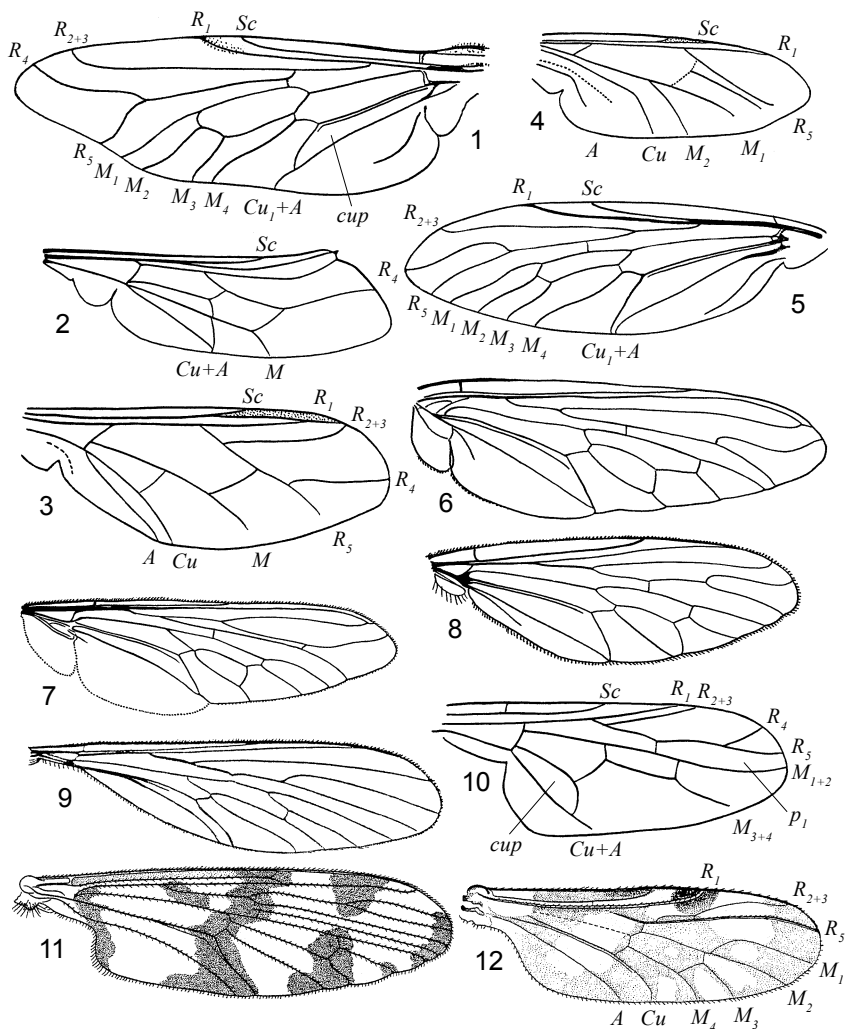 R1 Sc
R2+3
R4
R5 M1 M2 M3 M4 Cu1+A
cup
1
Sc
R1
R5
4
A Cu M2 M1
Sc
R4
2
Cu+A M
R1 Sc
R2+3
R4
R5 M1 M2 M3 M4 Cu1+A
5
Sc R1
R2+3
R4
3
A Cu M R5
6
7
8
9
Sc R1 R2+3
R4
R5
M1+2
p1
10
cup
Cu+A
M3+4
11
R1
R2+3
R5
12
A Cu M4 M3 M2 M1